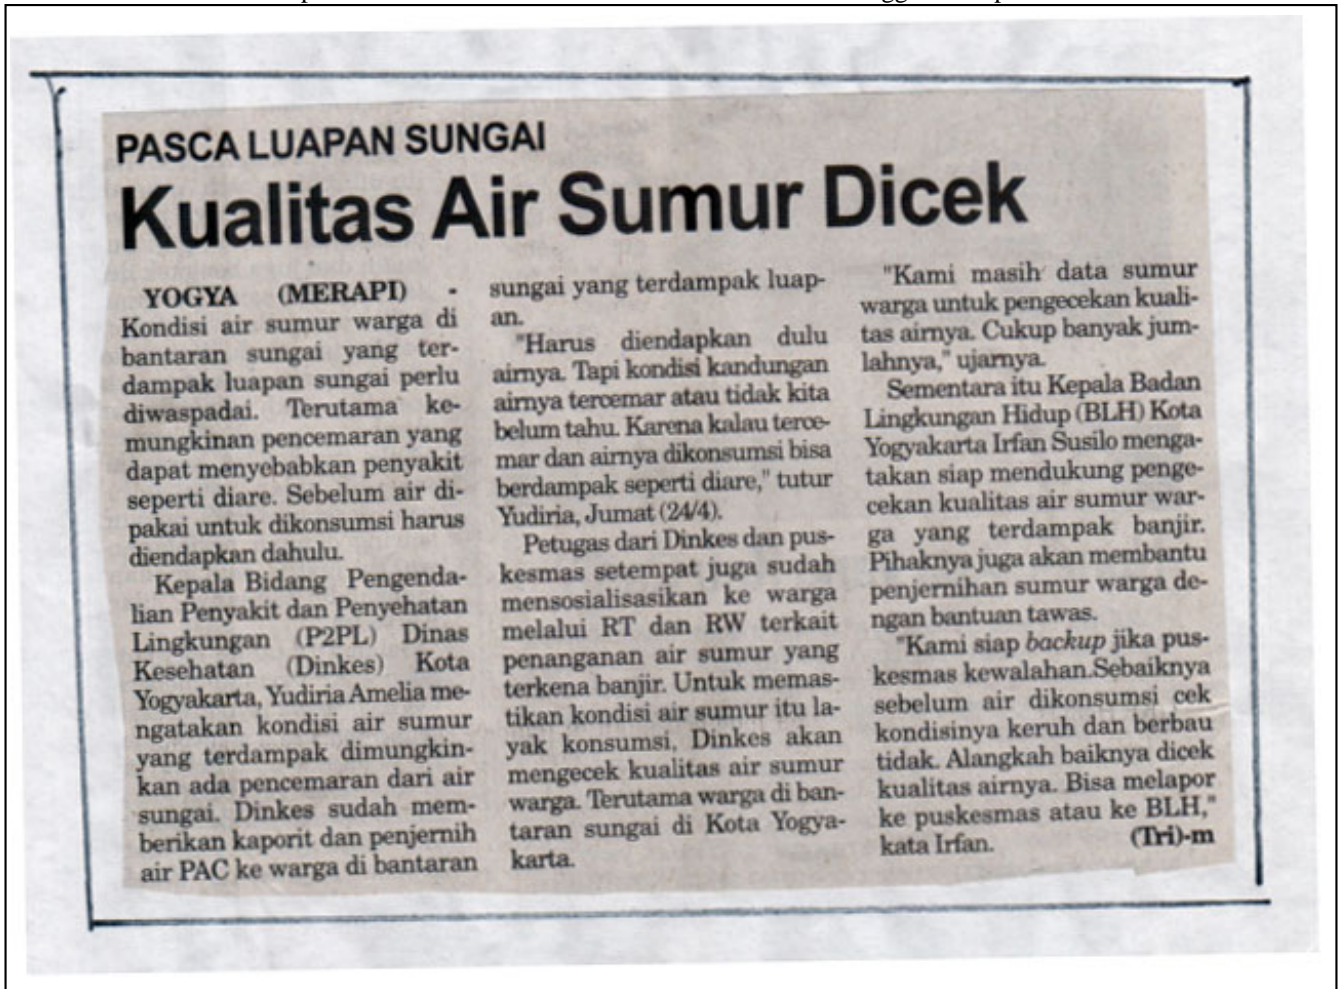 PASCA LUAPAN SUNGAI
Kualitas Air Sumur Dicek
YOGYA (MERAPI) -
Kondisi air sumur warga di
bantaran sungai yang ter-
dampak luapan sungai perlu
diwaspadai. Terutama ke-
mungkinan pencemaran yang
dapat menyebabkan penyakit
seperti diare. Sebelum air di-
pakai untuk dikonsumsi harus
diendapkan dahulu.
Kepala Bidang Pengenda-
lian Penyakit dan Penyehatan
Lingkungan (P2PL) Dinas
Kesehatan (Dinkes) Kota
Yogyakarta, Yudiria Amelia me-
ngatakan kondisi air sumur
yang terdampak dimungkin-
kan ada pencemaran dari air
sungai. Dinkes sudah mem-
berikan kaporit dan penjernih
air PAC ke warga di bantaran
sungai yang terdampak luap-
an.
"Harus diendapkan dulu
airnya. Tapi kondisi kandungan
airnya tercemar atau tidak kita
belum tahu. Karena kalau terce-
mar dan airnya dikonsumsi bisa
berdampak seperti diare," tutur
Yudiria, Jumat (24/4).
Petugas dari Dinkes dan pus-
kesmas setempat juga sudah
mensosialisasikan ke warga
melalui RT dan RW terkait
penanganan air sumur yang
terkena banjir. Untuk memas-
tikan kondisi air sumur itu la-
yak konsumsi, Dinkes akan
mengecek kualitas air sumur
warga. Terutama warga di ban-
taran sungai di Kota Yogya-
karta.
"Kami masih data sumur
warga untuk pengecekan kuali-
tas airnya. Cukup banyak jum-
lahnya," ujarnya.
Sementara itu Kepala Badan
Lingkungan Hidup (BLH) Kota
Yogyakarta Irfan Susilo menga-
takan siap mendukung penge-
cekan kualitas air sumur war-
ga yang terdampak banjir.
Pihaknya juga akan membantu
penjernihan sumur warga de-
ngan bantuan tawas.
"Kami siap backup jika pus-
kesmas kewalahan.Sebaiknya
sebelum air dikonsumsi cek
kondisinya keruh dan berbau
tidak. Alangkah baiknya dicek
kualitas airnya. Bisa melapor
ke puskesmas atau ke BLH,"
kata Irfan. (Tri)-m